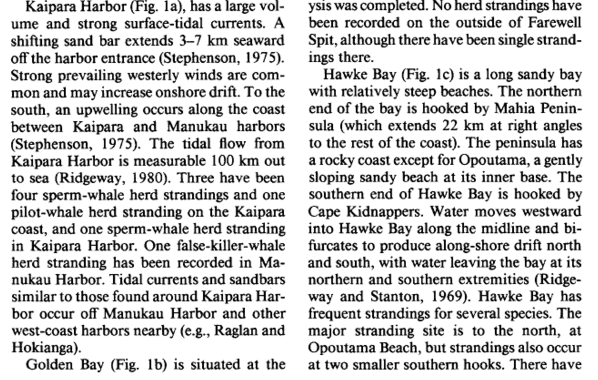 Kaipara Harbor (Fig. 1a), has a large vol-
ume and strong surface-tidal currents. A
shifting sand bar extends 3–7 km seaward
off the harbor entrance (Stephenson, 1975).
Strong prevailing westerly winds are com-
mon and may increase onshore drift. To the
south, an upwelling occurs along the coast
between Kaipara and Manukau harbors
(Stephenson, 1975). The tidal flow from
Kaipara Harbor is measurable 100 km out
to sea (Ridgeway, 1980). Three have been
four sperm-whale herd strandings and one
pilot-whale herd stranding on the Kaipara
coast, and one sperm-whale herd stranding
in Kaipara Harbor. One false-killer-whale
herd stranding has been recorded in Ma-
nukau Harbor. Tidal currents and sandbars
similar to those found around Kaipara Har-
bor occur off Manukau Harbor and other
west-coast harbors nearby (e.g., Raglan and
Hokianga).
Golden Bay (Fig. 1b) is situated at the
ysis was completed. No herd strandings have
been recorded on the outside of Farewell
Spit, although there have been single strand-
ings there.
Hawke Bay (Fig. 1c) is a long sandy bay
with relatively steep beaches. The northern
end of the bay is hooked by Mahia Penin-
sula (which extends 22 km at right angles
to the rest of the coast). The peninsula has
a rocky coast except for Opoutama, a gently
sloping sandy beach at its inner base. The
southern end of Hawke Bay is hooked by
Cape Kidnappers. Water moves westward
into Hawke Bay along the midline and bi-
furcates to produce along-shore drift north
and south, with water leaving the bay at its
northern and southern extremities (Ridge-
way and Stanton, 1969). Hawke Bay has
frequent strandings for several species. The
major stranding site is to the north, at
Opoutama Beach, but strandings also occur
at two smaller southern hooks. There have